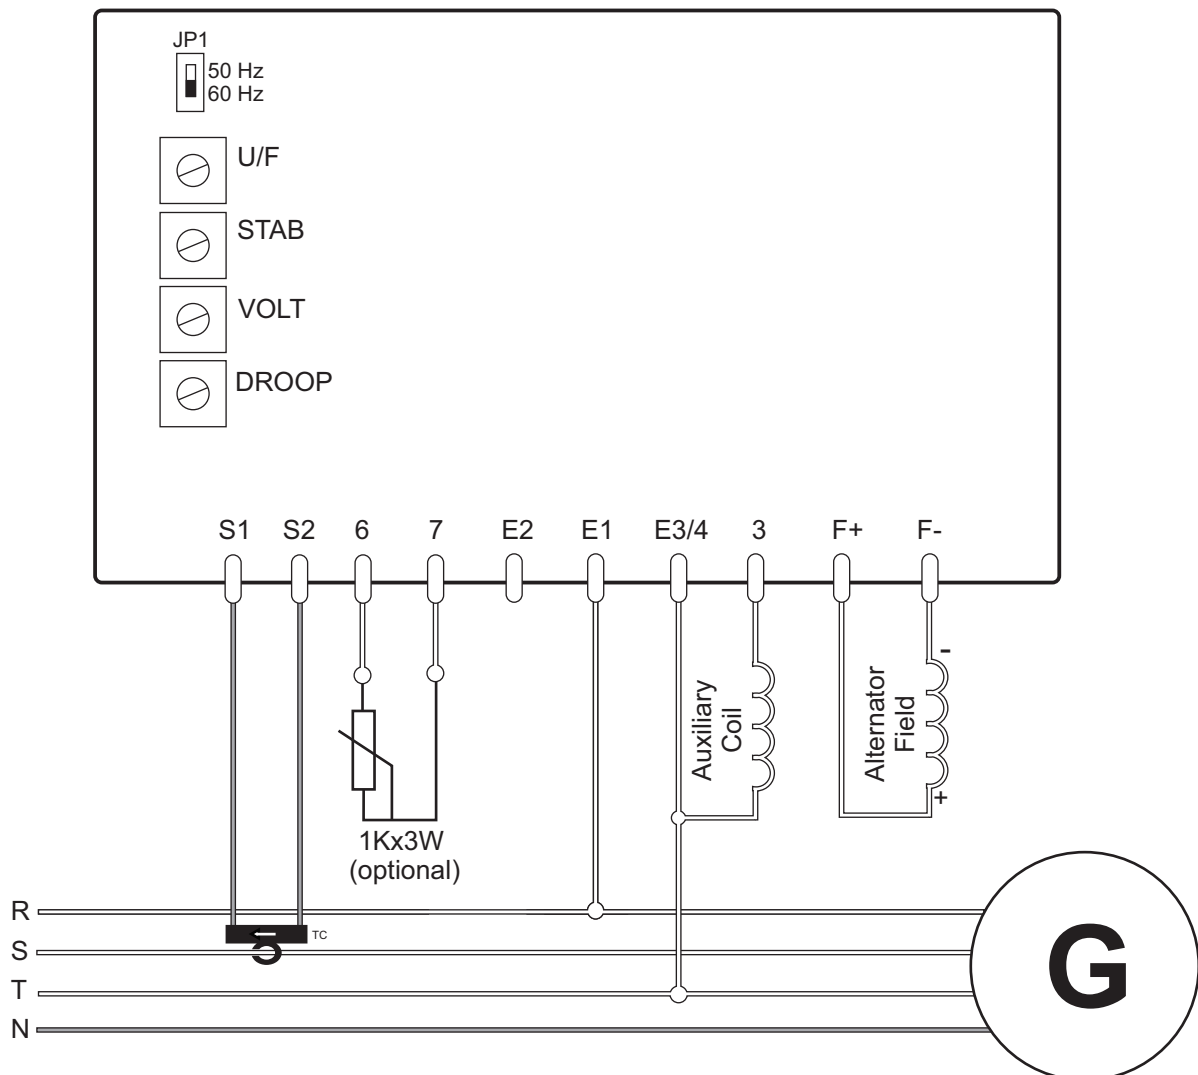 JP1
50 Hz
60 Hz
U/F
STAB
VOLT
DROOP
S1 S2 6 7 E2 E1 E3/4 3 F+ F-
-
Auxiliary
Coil
Alternator
Field
+
1Kx3W
(optional)
R
TC
S
T
N
G